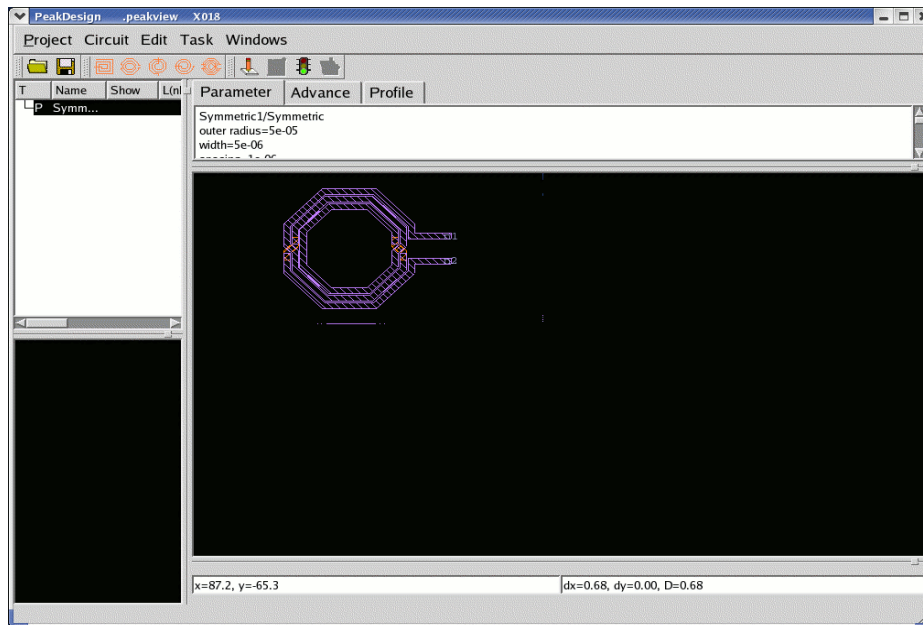 PeakDesign .peakview X018
Project Circuit Edit Task Windows
T Name Show
Parameter Advance Profile
P Symm...
Symmetric1/Symmetric
outer radius=5e-05
width=5e-06
x=87.2, y=-65.3
dx=0.68, dy=0.00, D=0.68